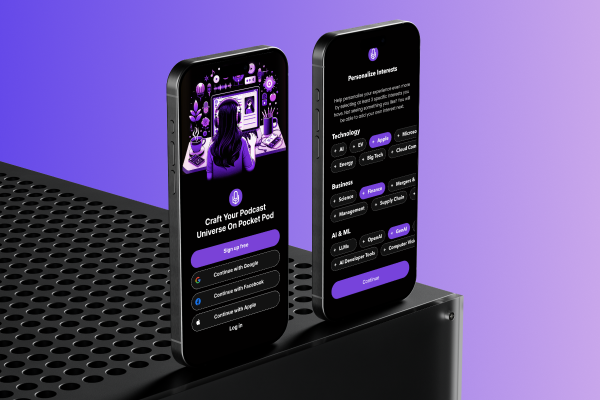 Craft Your Podcast
Universe On Pocket Pod
Sign up free
Continue with Google
Continue with Facebook
Continue with Apple
Log in
Personalize Interests
Help personalise your experience even more
by selecting at least 3 specific interests you
have. Not seeing something you like? You will
be able to add your own interest next.
Technology
+ AI
+ EV
+ Apple
+ Microso
+ Energy
+ Big Tech
+ Cloud Com
Business
+ Science
+ Finance
+ Mergers &
+ Management
+ Supply Chain
+
AI & ML
+ LLMs
+ OpenAI
+ GenAI
+ AI Developer Tools
+ Computer Visi
Continue